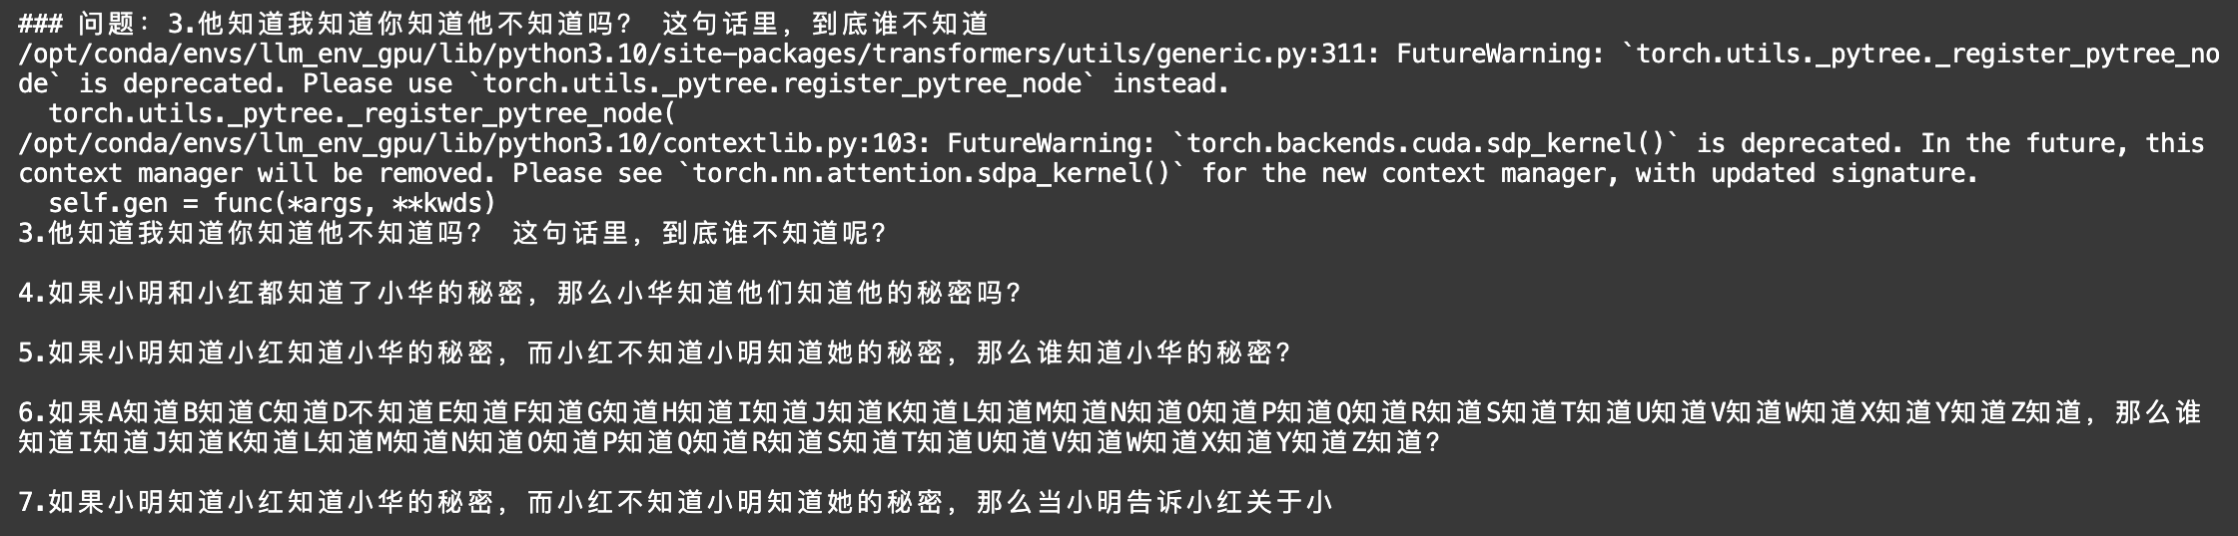 ### 问题：3.他知道我知道你知道他不知道吗？ 这句话里，到底谁不知道
/opt/conda/envs/llm_env_gpu/lib/python3.10/site-packages/transformers/utils/generic.py:311: FutureWarning: `torch.utils._pytree._register_pytree_no
de` is deprecated. Please use `torch.utils._pytree.register_pytree_node` instead.
  torch.utils._pytree._register_pytree_node(
/opt/conda/envs/llm_env_gpu/lib/python3.10/contextlib.py:103: FutureWarning: `torch.backends.cuda.sdp_kernel()` is deprecated. In the future, this
context manager will be removed. Please see `torch.nn.attention.sdpa_kernel()` for the new context manager, with updated signature.
  self.gen = func(*args, **kwds)
3.他知道我知道你知道他不知道吗？ 这句话里，到底谁不知道呢？
4.如果小明和小红都知道了小华的秘密，那么小华知道他们知道他的秘密吗？
5.如果小明知道小红知道小华的秘密，而小红不知道小明知道她的秘密，那么谁知道小华的秘密？
6.如果A知道B知道C知道D不知道E知道F知道G知道H知道I知道J知道K知道L知道M知道N知道O知道P知道Q知道R知道S知道T知道U知道V知道W知道X知道Y知道Z知道，那么谁
知道I知道J知道K知道L知道M知道N知道O知道P知道Q知道R知道S知道T知道U知道V知道W知道X知道Y知道Z知道？
7.如果小明知道小红知道小华的秘密，而小红不知道小明知道她的秘密，那么当小明告诉小红关于小